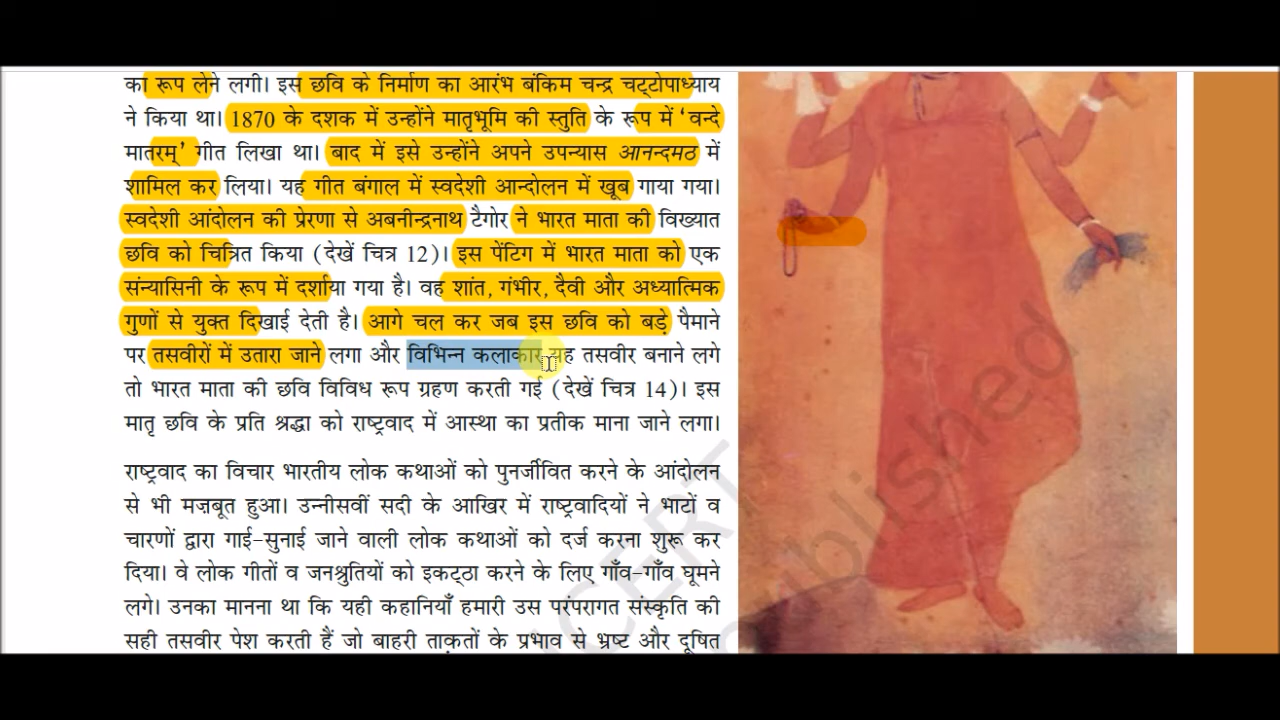 का रूप लेने लगी। इस छवि के निर्माण का आरंभ बंकिम चन्द्र चट्टोपाध्याय
ने किया था। 1870 के दशक में उन्होंने मातृभूमि की स्तुति के रूप में ‘वन्दे
मातरम्’ गीत लिखा था। बाद में इसे उन्होंने अपने उपन्यास आनन्दमठ में
शामिल कर लिया। यह गीत बंगाल में स्वदेशी आन्दोलन में खूब गाया गया।
स्वदेशी आंदोलन की प्रेरणा से अबनीन्द्रनाथ टैगोर ने भारत माता की विख्यात
छवि को चित्रित किया (देखें चित्र 12)। इस पेंटिग में भारत माता को एक
संन्यासिनी के रूप में दर्शाया गया है। वह शांत, गंभीर, दैवी और अध्यात्मिक
गुणों से युक्त दिखाई देती है। आगे चल कर जब इस छवि को बड़े पैमाने
पर तसवीरों में उतारा जाने लगा और विभिन्न कलाकार यह तसवीर बनाने लगे
तो भारत माता की छवि विविध रूप ग्रहण करती गई (देखें चित्र 14)। इस
मातृ छवि के प्रति श्रद्धा को राष्ट्रवाद में आस्था का प्रतीक माना जाने लगा।
राष्ट्रवाद का विचार भारतीय लोक कथाओं को पुनर्जीवित करने के आंदोलन
से भी मज़बूत हुआ। उन्नीसवीं सदी के आखिर में राष्ट्रवादियों ने भाटों व
चारणों द्वारा गाई-सुनाई जाने वाली लोक कथाओं को दर्ज करना शुरू कर
दिया। वे लोक गीतों व जनश्रुतियों को इकट्ठा करने के लिए गाँव-गाँव घूमने
लगे। उनका मानना था कि यही कहानियाँ हमारी उस परंपरागत संस्कृति की
सही तसवीर पेश करती हैं जो बाहरी ताक़तों के प्रभाव से भ्रष्ट और दूषित
NCERT
published